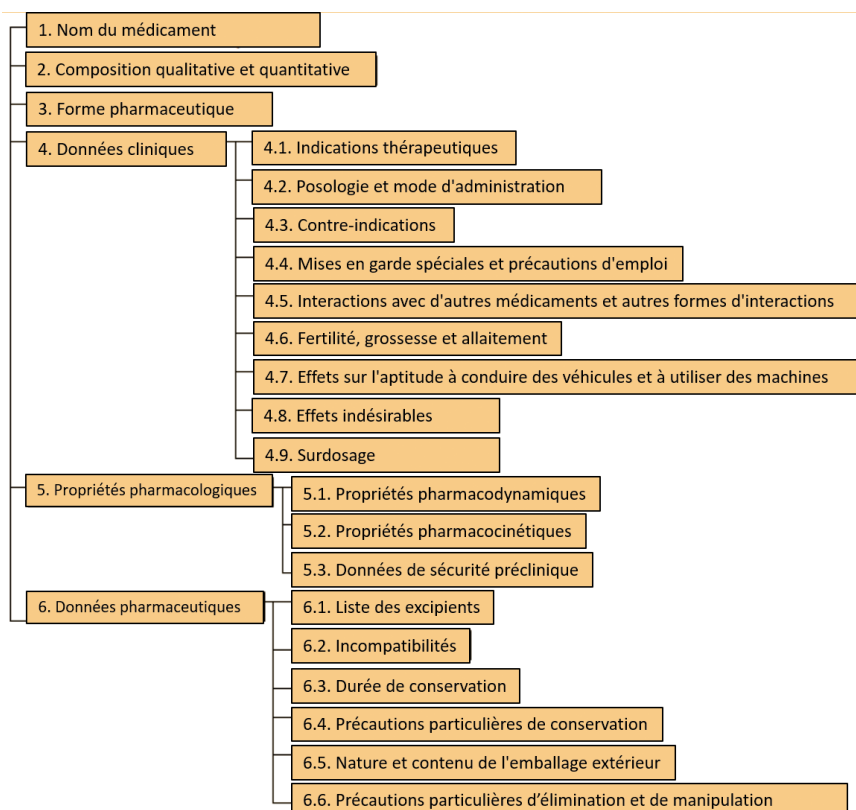 1. Nom du médicament
2. Composition qualitative et quantitative
3. Forme pharmaceutique
4. Données cliniques
4.1. Indications thérapeutiques
4.2. Posologie et mode d'administration
4.3. Contre-indications
4.4. Mises en garde spéciales et précautions d'emploi
4.5. Interactions avec d'autres médicaments et autres formes d'interactions
4.6. Fertilité, grossesse et allaitement
4.7. Effets sur l'aptitude à conduire des véhicules et à utiliser des machines
4.8. Effets indésirables
4.9. Surdosage
5. Propriétés pharmacologiques
5.1. Propriétés pharmacodynamiques
5.2. Propriétés pharmacocinétiques
5.3. Données de sécurité préclinique
6. Données pharmaceutiques
6.1. Liste des excipients
6.2. Incompatibilités
6.3. Durée de conservation
6.4. Précautions particulières de conservation
6.5. Nature et contenu de l'emballage extérieur
6.6. Précautions particulières d’élimination et de manipulation